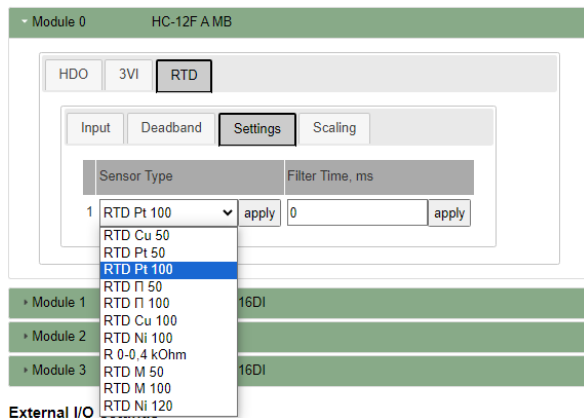 Module 0 HC-12F A MB
HDO 3VI RTD
Input Deadband Settings Scaling
Sensor Type Filter Time, ms
1 RTD Pt 100 apply 0 apply
RTD Cu 50
RTD Pt 50
RTD Pt 100
RTD П 50
RTD П 100
RTD Cu 100
RTD Ni 100
R 0-0,4 kOhm
RTD M 50
RTD M 100
RTD Ni 120
Module 1 16DI
Module 2
Module 3 16DI
External I/O